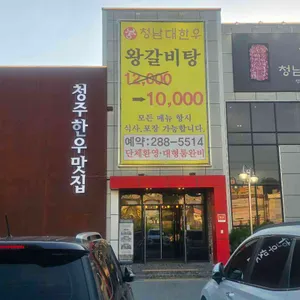 청남대한우
왕갈비탕
12,000
→10,000
모든 메뉴 항시
식사,포장 가능합니다.
예약:288-5514
단체환영·대형룸완비
청주한우맛집
청남